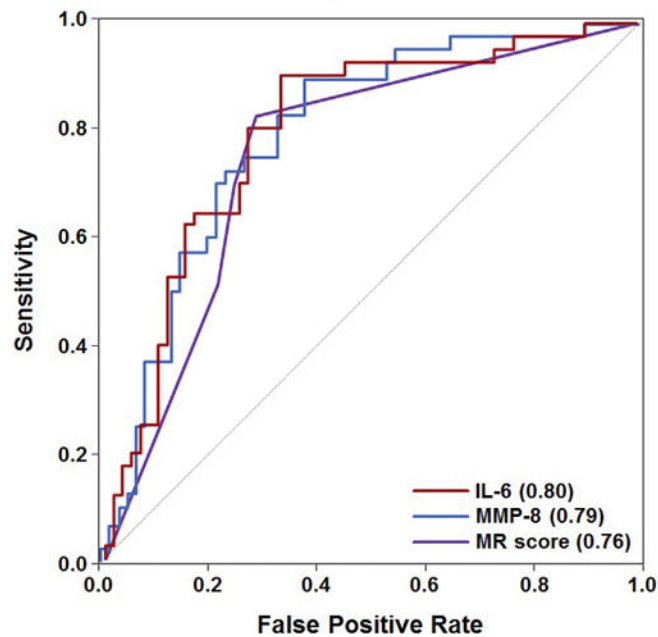 1.0
0.8
0.6
0.4
0.2
0.0
Sensitivity
IL-6 (0.80)
MMP-8 (0.79)
MR score (0.76)
0.0 0.2 0.4 0.6 0.8 1.0
False Positive Rate